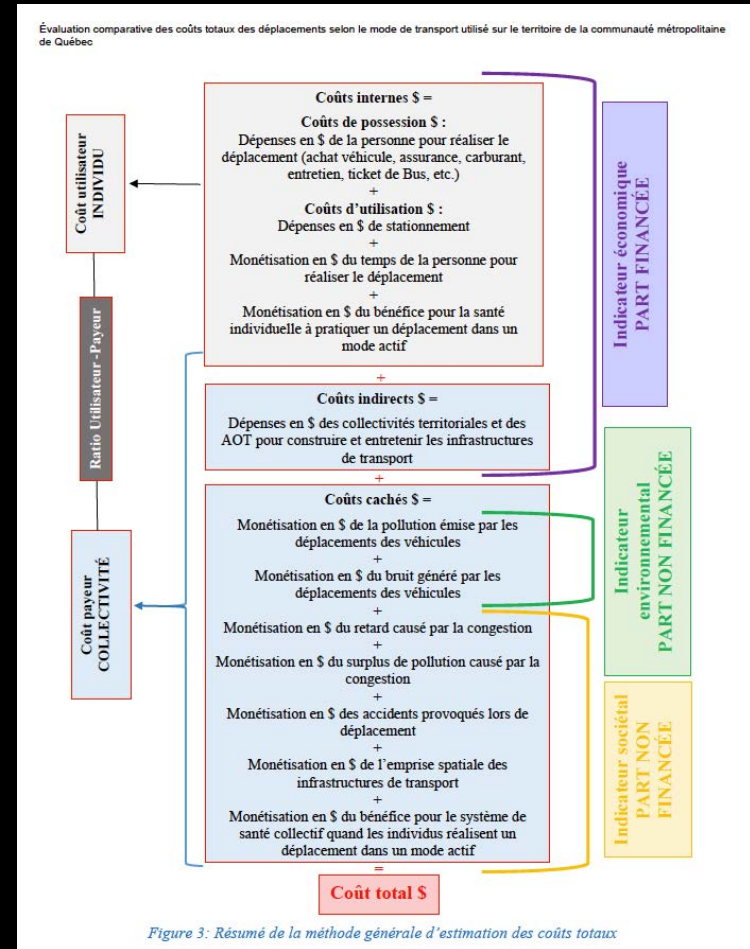 Évaluation comparative des coûts totaux des déplacements selon le mode de transport utilisé sur le territoire de la communauté métropolitaine
de Québec
Coût utilisateur
INDIVIDU
Ratio Utilisateur -Payeur
Coût payeur
COLLECTIVITÉ
Coûts internes $ =
Coûts de possession $ :
Dépenses en $ de la personne pour réaliser le
déplacement (achat véhicule, assurance, carburant,
entretien, ticket de Bus, etc.)
+
Coûts d'utilisation $ :
Dépenses en $ de stationnement
+
Monétisation en $ du temps de la personne pour
réaliser le déplacement
+
Monétisation en $ du bénéfice pour la santé
individuelle à pratiquer un déplacement dans un
mode actif
+
Coûts indirects $ =
Dépenses en $ des collectivités territoriales et des
AOT pour construire et entretenir les infrastructures
de transport
+
Coûts cachés $ =
Monétisation en $ de la pollution émise par les
déplacements des véhicules
+
Monétisation en $ du bruit généré par les
déplacements des véhicules
+
Monétisation en $ du retard causé par la congestion
+
Monétisation en $ du surplus de pollution causé par la
congestion
+
Monétisation en $ des accidents provoqués lors de
déplacement
+
Monétisation en $ de l'emprise spatiale des
infrastructures de transport
+
Monétisation en $ du bénéfice pour le système de
santé collectif quand les individus réalisent un
déplacement dans un mode actif
=
Coût total $
Indicateur économique
PART FINANCÉE
Indicateur
environnemental
PART NON FINANCÉE
Indicateur sociétal
PART NON
FINANCÉE
Figure 3: Résumé de la méthode générale d'estimation des coûts totaux